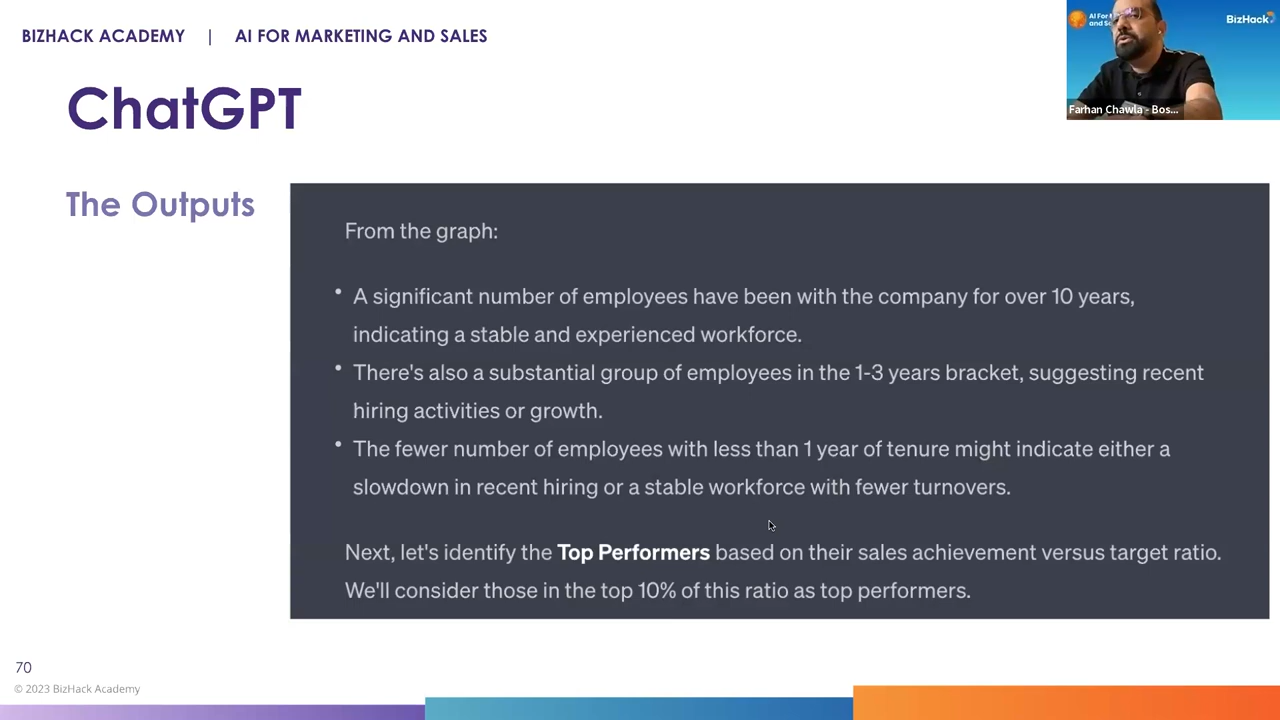 BIZHACK ACADEMY | AI FOR MARKETING AND SALES
BizHack
Farhan Chawla - Bos...
ChatGPT
The Outputs
From the graph:
• A significant number of employees have been with the company for over 10 years,
indicating a stable and experienced workforce.
• There's also a substantial group of employees in the 1-3 years bracket, suggesting recent
hiring activities or growth.
• The fewer number of employees with less than 1 year of tenure might indicate either a
slowdown in recent hiring or a stable workforce with fewer turnovers.
Next, let's identify the Top Performers based on their sales achievement versus target ratio.
We'll consider those in the top 10% of this ratio as top performers.
70
© 2023 BizHack Academy